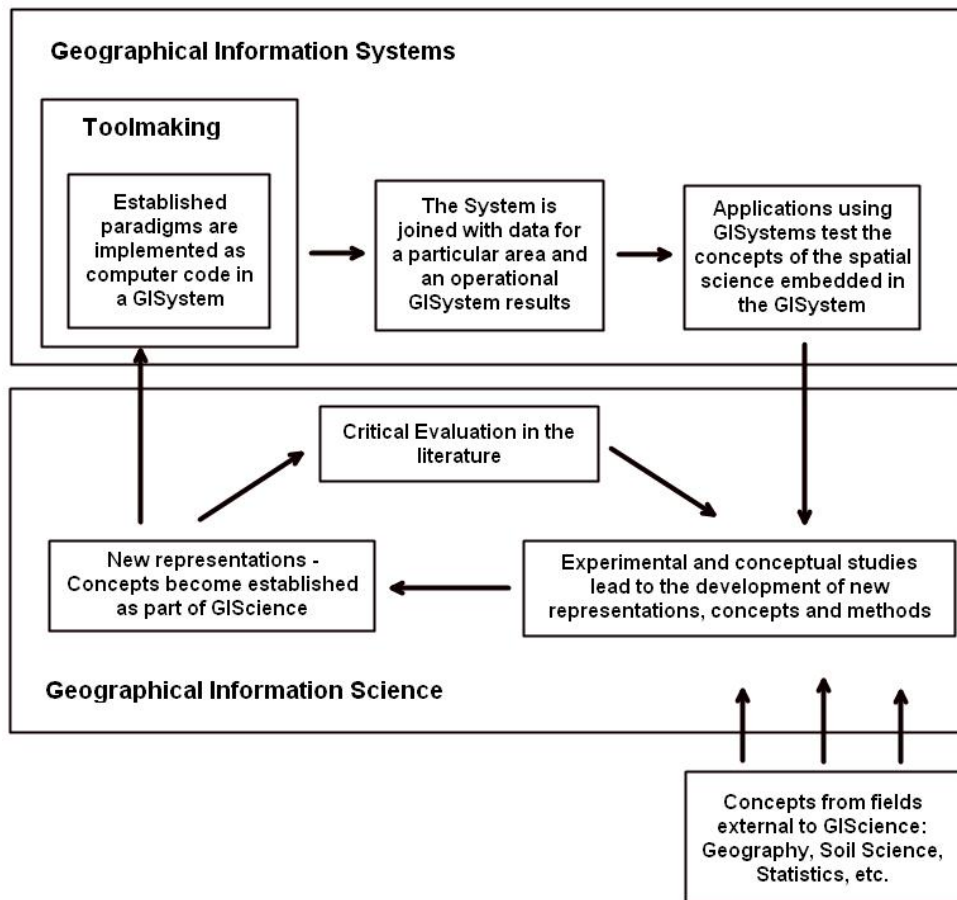 Geographical Information Systems
Toolmaking
Established
paradigms are
implemented as
computer code in
a GISystem
The System is
joined with data for
a particular area and
an operational
GISystem results
Applications using
GISystems test the
concepts of the spatial
science embedded in
the GISystem
Critical Evaluation in the
literature
New representations -
Concepts become established
as part of GIScience
Experimental and conceptual studies
lead to the development of new
representations, concepts and methods
Geographical Information Science
Concepts from fields
external to GIScience:
Geography, Soil Science,
Statistics, etc.